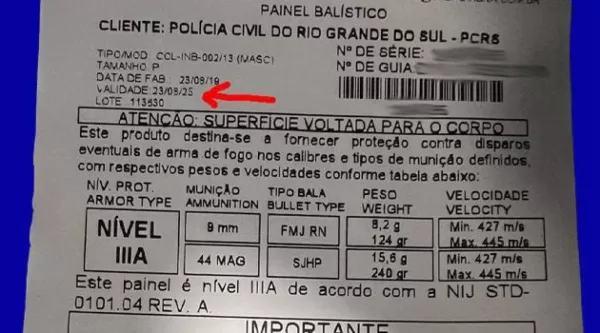 PAINEL BALÍSTICO
CLIENTE: POLÍCIA CIVIL DO RIO GRANDE DO SUL - PCRS
TIPO/MOD CCL-INB-002/13 (MASC)
TAMANHO P
DATA DE FAB : 23/08/19
VALIDADE: 23/08/25
LOTE 113530
Nº DE SÉRIE:
Nº DE GUIA:
ATENÇÃO: SUPERFÍCIE VOLTADA PARA O CORPO
Este produto destina-se a fornecer proteção contra disparos
eventuais de arma de fogo nos calibres e tipos de munição definidos,
com respectivos pesos e velocidades conforme tabela abaixo:
NÍV. PROT. MUNIÇÃO TIPO BALA PESO VELOCIDADE
ARMOR TYPE AMMUNITION BULLET TYPE WEIGHT VELOCITY
NÍVEL IIIA
9 mm FMJ RN 8,2 g 124 gr Min. 427 m/s Max. 445 m/s
44 MAG SJHP 15,6 g 240 gr Min. 427 m/s Max. 445 m/s
Este painel é nível IIIA de acordo com a NIJ STD-
0101.04 REV. A.
IMPORTANTE